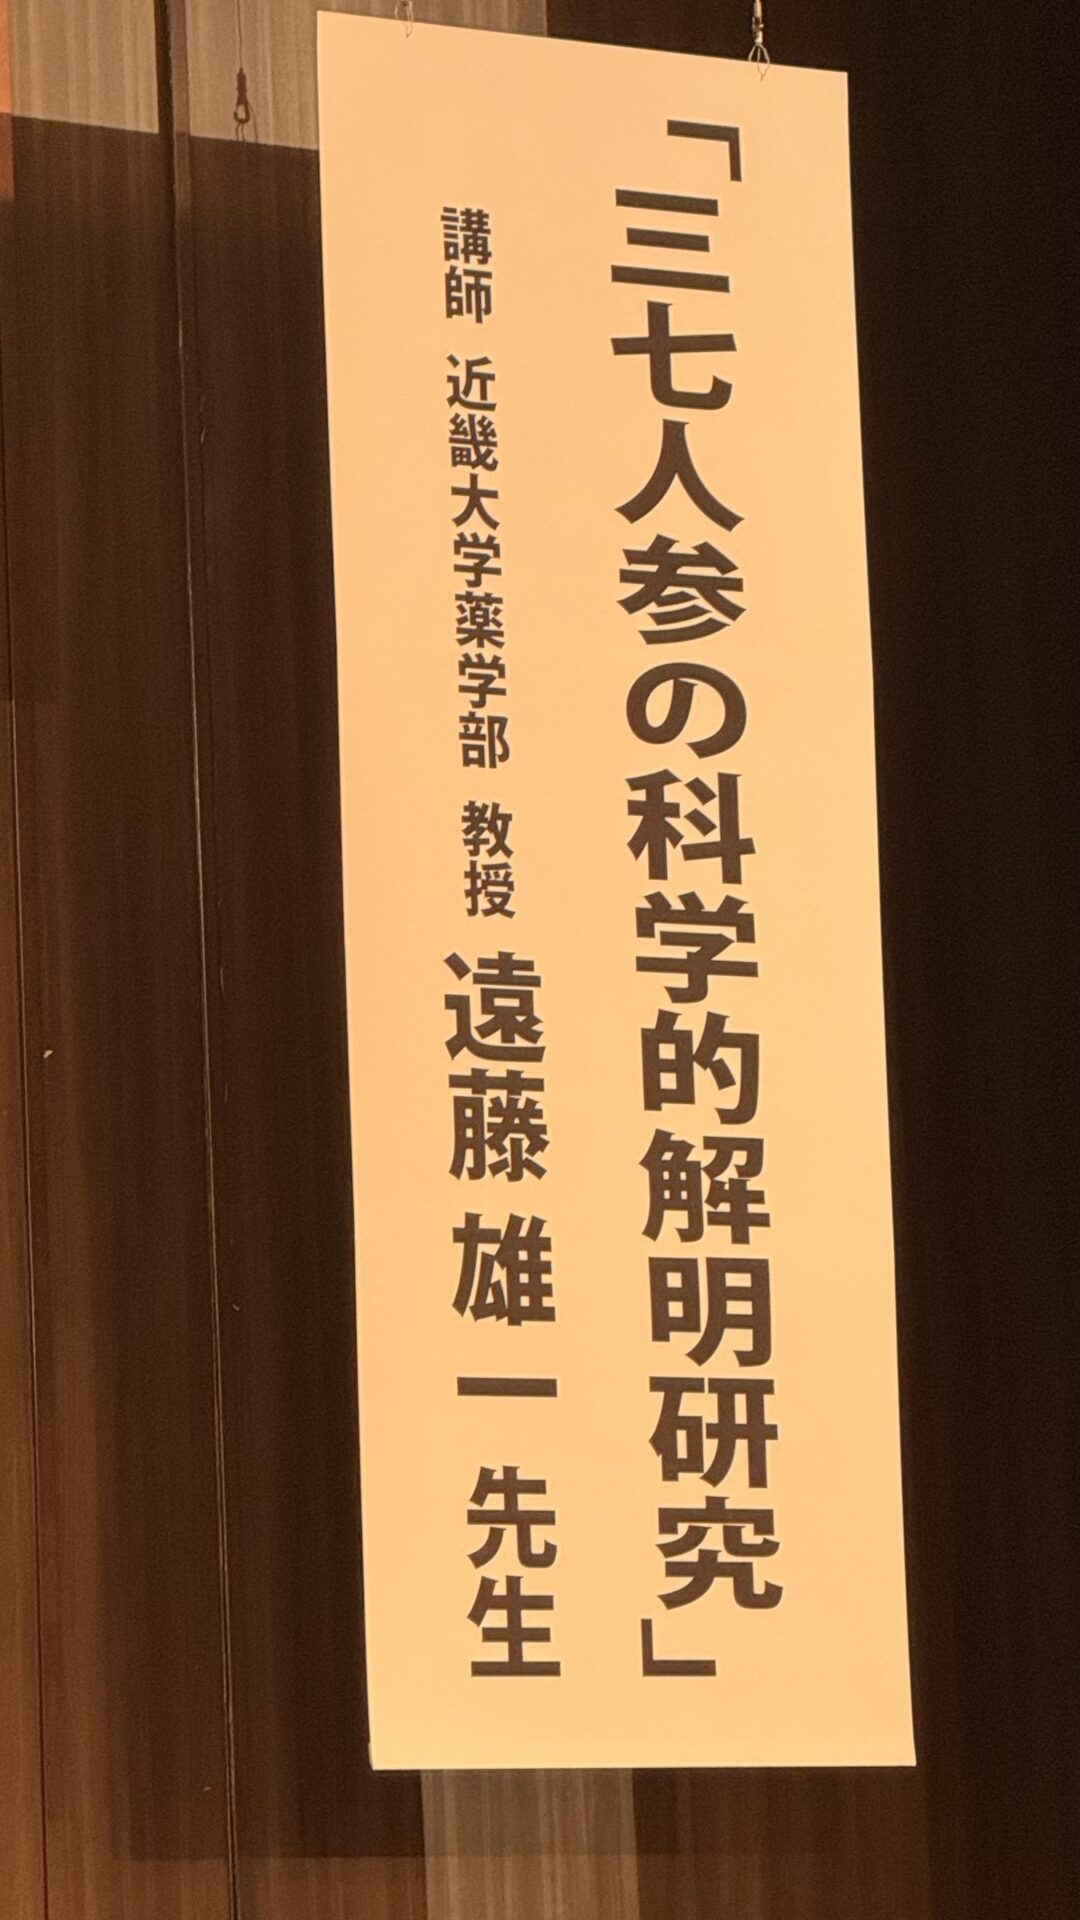 「三七人参の科学的解明研究」
講師 近畿大学薬学部 教授 遠藤 雄一 先生